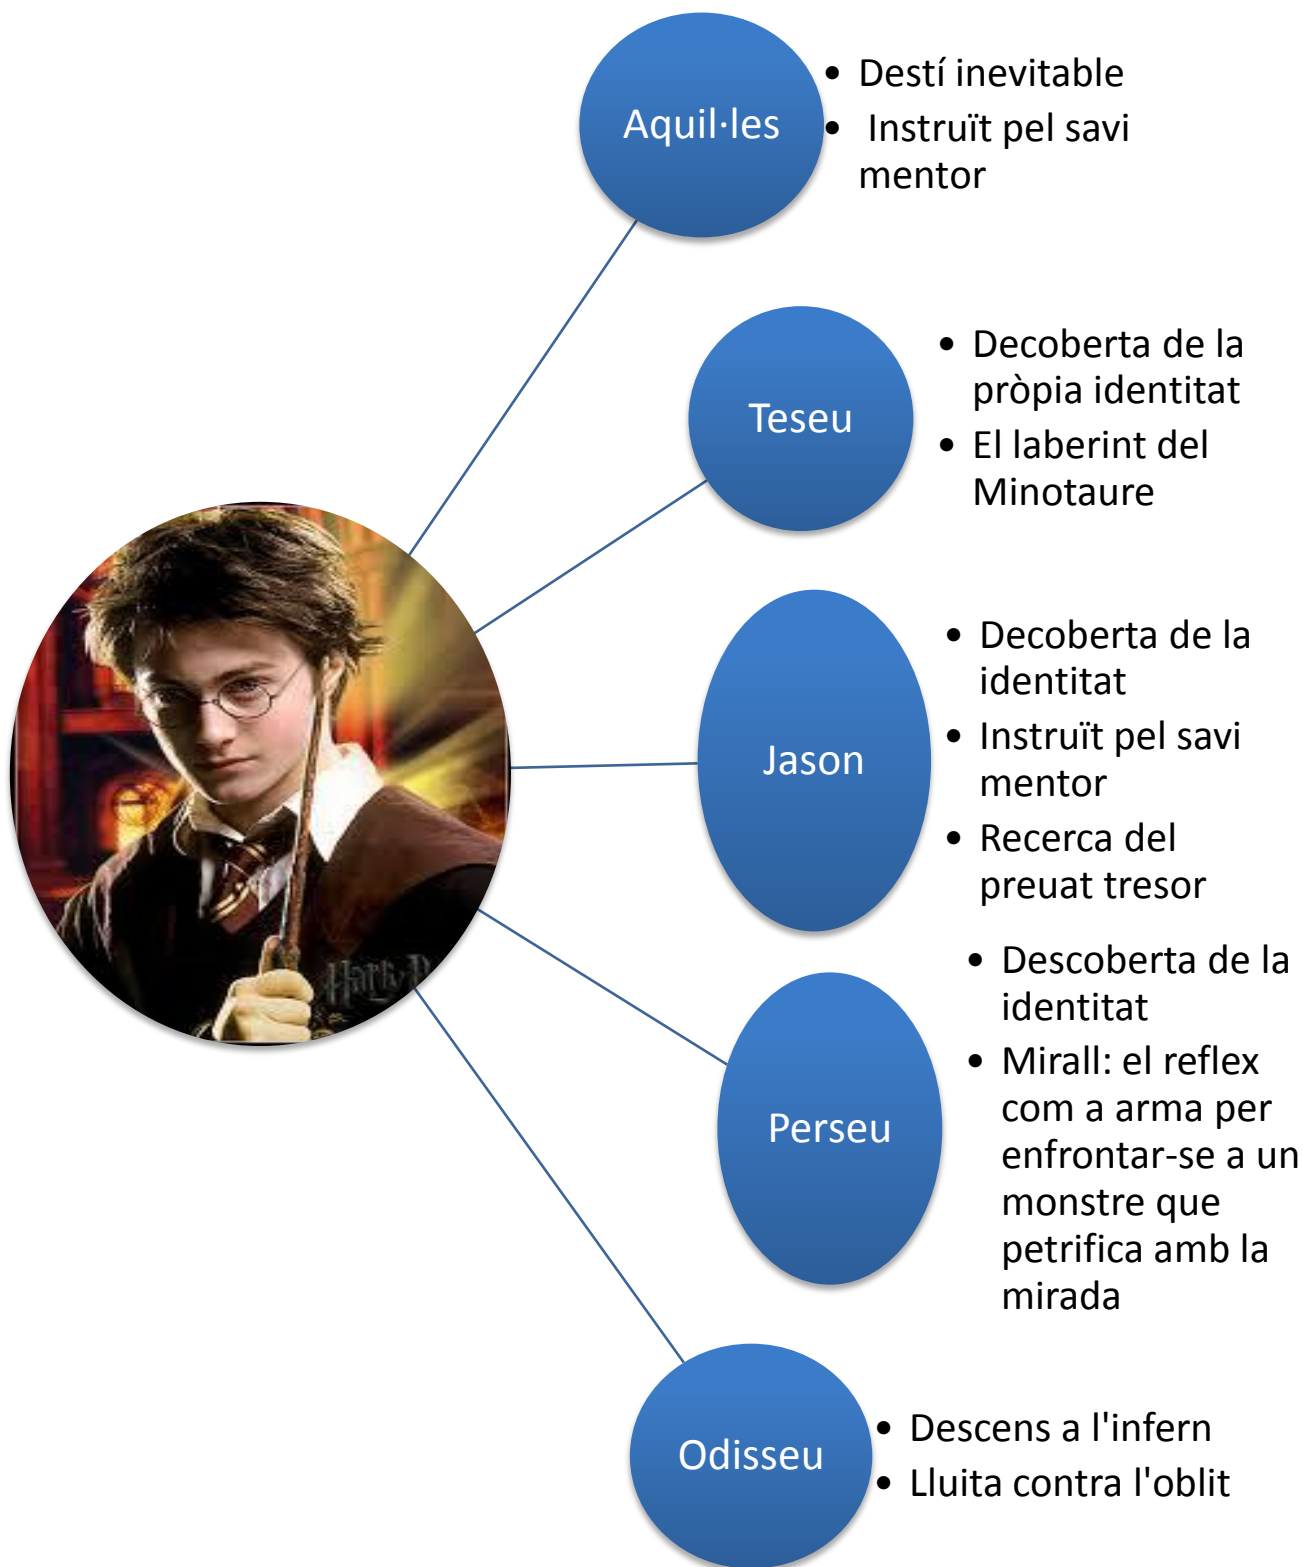 Aquil·les
• Destí inevitable
• Instruït pel savi
mentor
Teseu
• Decoberta de la
pròpia identitat
• El laberint del
Minotaure
Jason
• Decoberta de la
identitat
• Instruït pel savi
mentor
• Recerca del
preuat tresor
Perseu
• Descoberta de la
identitat
• Mirall: el reflex
com a arma per
enfrontar-se a un
monstre que
petrifica amb la
mirada
Harry P
Odisseu
• Descens a l'infern
• Lluita contra l'oblit